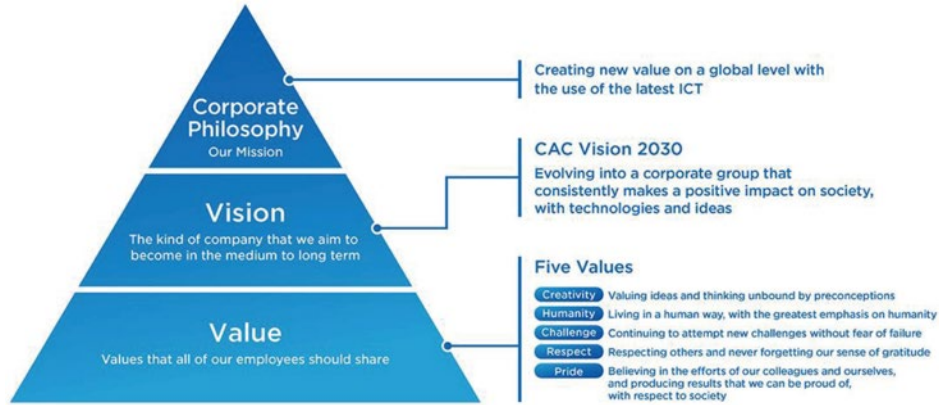 Corporate
Philosophy
Our Mission
Creating new value on a global level with
the use of the latest ICT
Vision
The kind of company that we aim to
become in the medium to long term
CAC Vision 2030
Evolving into a corporate group that
consistently makes a positive impact on society,
with technologies and ideas
Value
Values that all of our employees should share
Five Values
Creativity Valuing ideas and thinking unbound by preconceptions
Humanity Living in a human way, with the greatest emphasis on humanity
Challenge Continuing to attempt new challenges without fear of failure
Respect Respecting others and never forgetting our sense of gratitude
Pride Believing in the efforts of our colleagues and ourselves,
and producing results that we can be proud of,
with respect to society